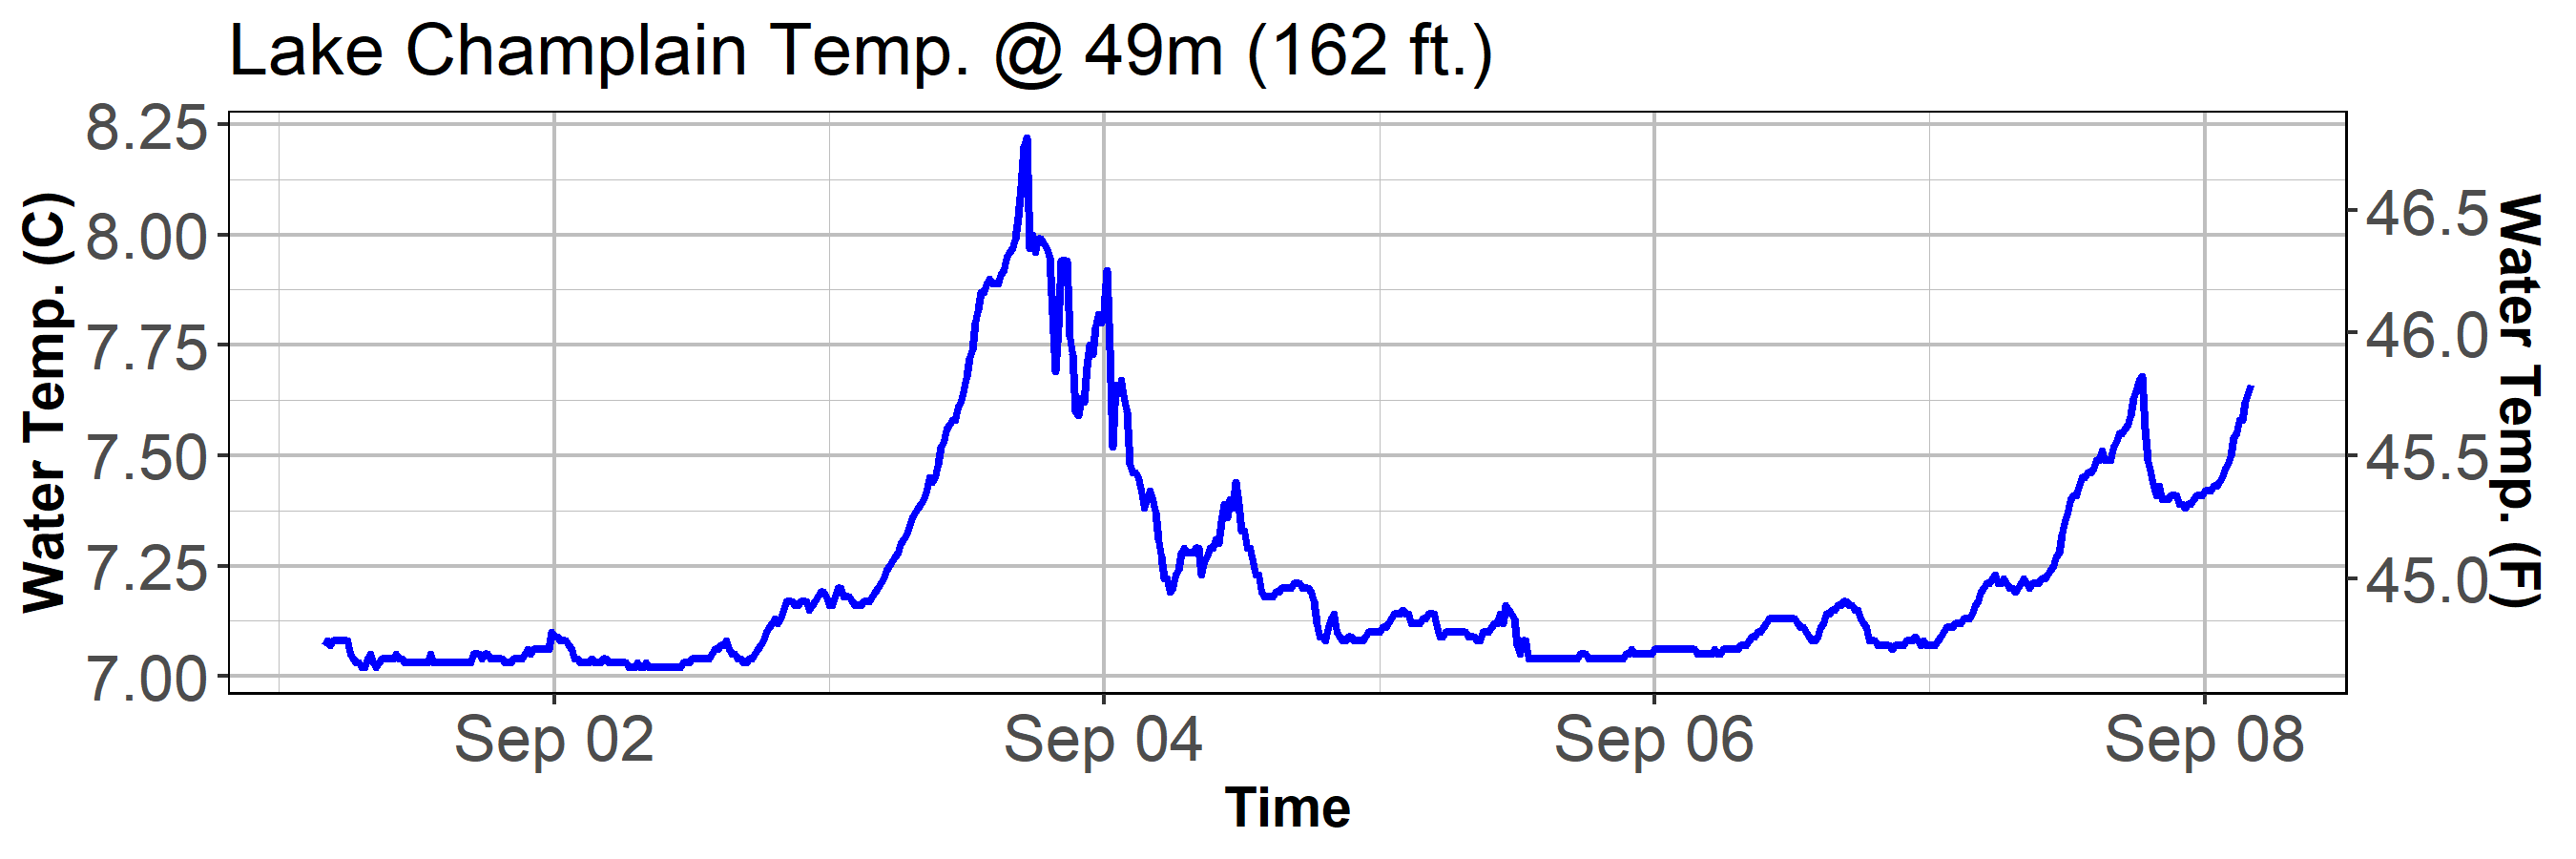 Lake Champlain Temp. @ 49m (162 ft.)
Water Temp. (C)
8.25
8.00
7.75
7.50
7.25
7.00
46.5
46.0
45.5
45.0
Water Temp. (F)
Sep 02
Sep 04
Sep 06
Sep 08
Time